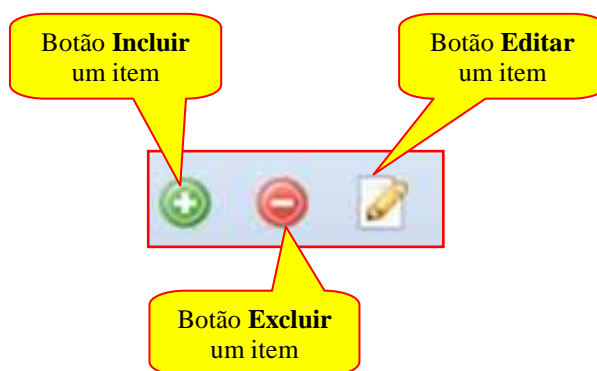 Botão Incluir
um item
Botão Editar
um item
Botão Excluir
um item